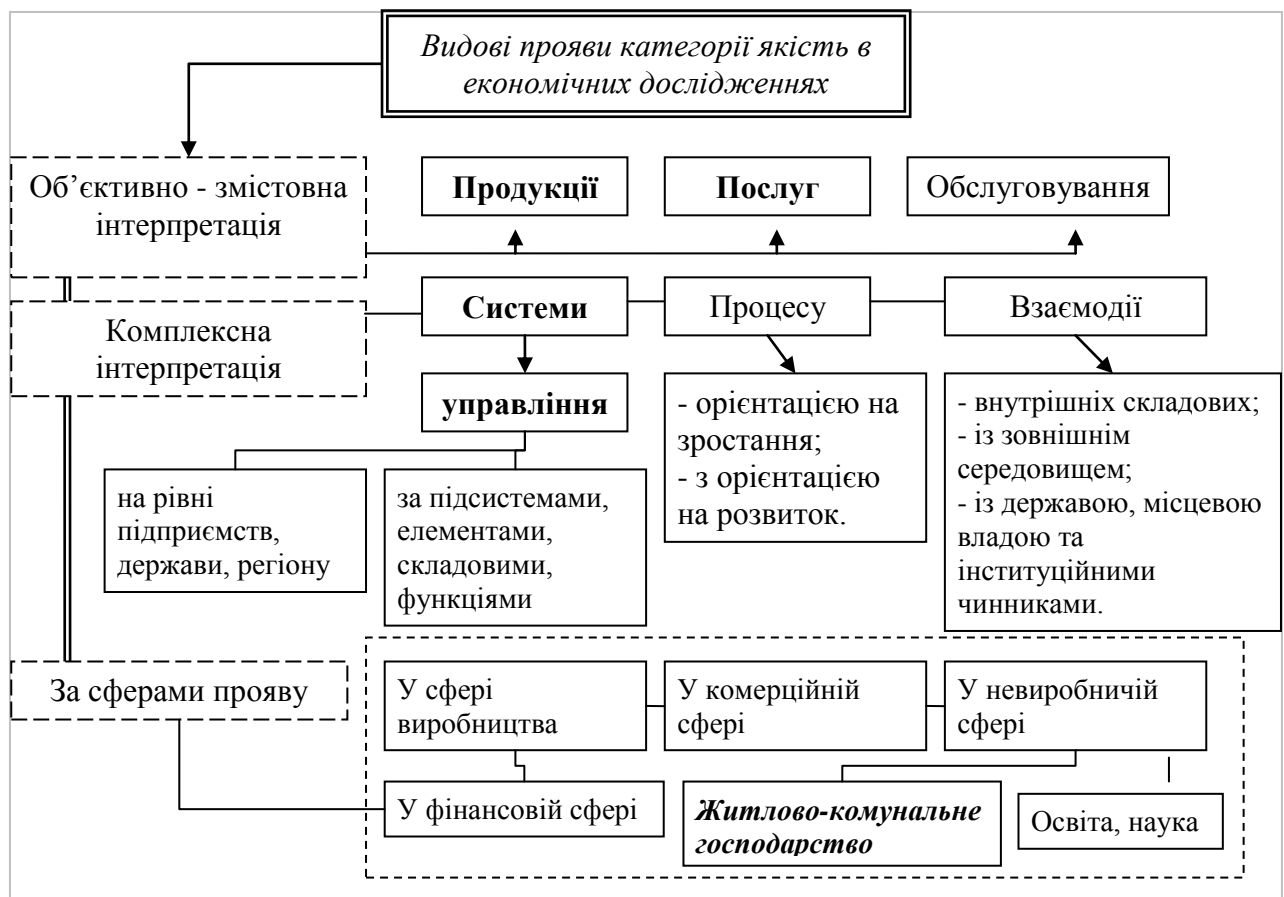 Видові прояви категорії якість в
економічних дослідженнях
Об’єктивно - змістовна
інтерпретація
Продукції
Послуг
Обслуговування
Комплексна
інтерпретація
Системи
Процесу
Взаємодії
управління
- орієнтацією на
зростання;
- з орієнтацією
на розвиток.
- внутрішніх складових;
- із зовнішнім
середовищем;
- із державою, місцевою
владою та
інституційними
чинниками.
на рівні
підприємств,
держави, регіону
за підсистемами,
елементами,
складовими,
функціями
За сферами прояву
У сфері
виробництва
У комерційній
сфері
У невиробничій
сфері
У фінансовій сфері
Житлово-комунальне
господарство
Освіта, наука